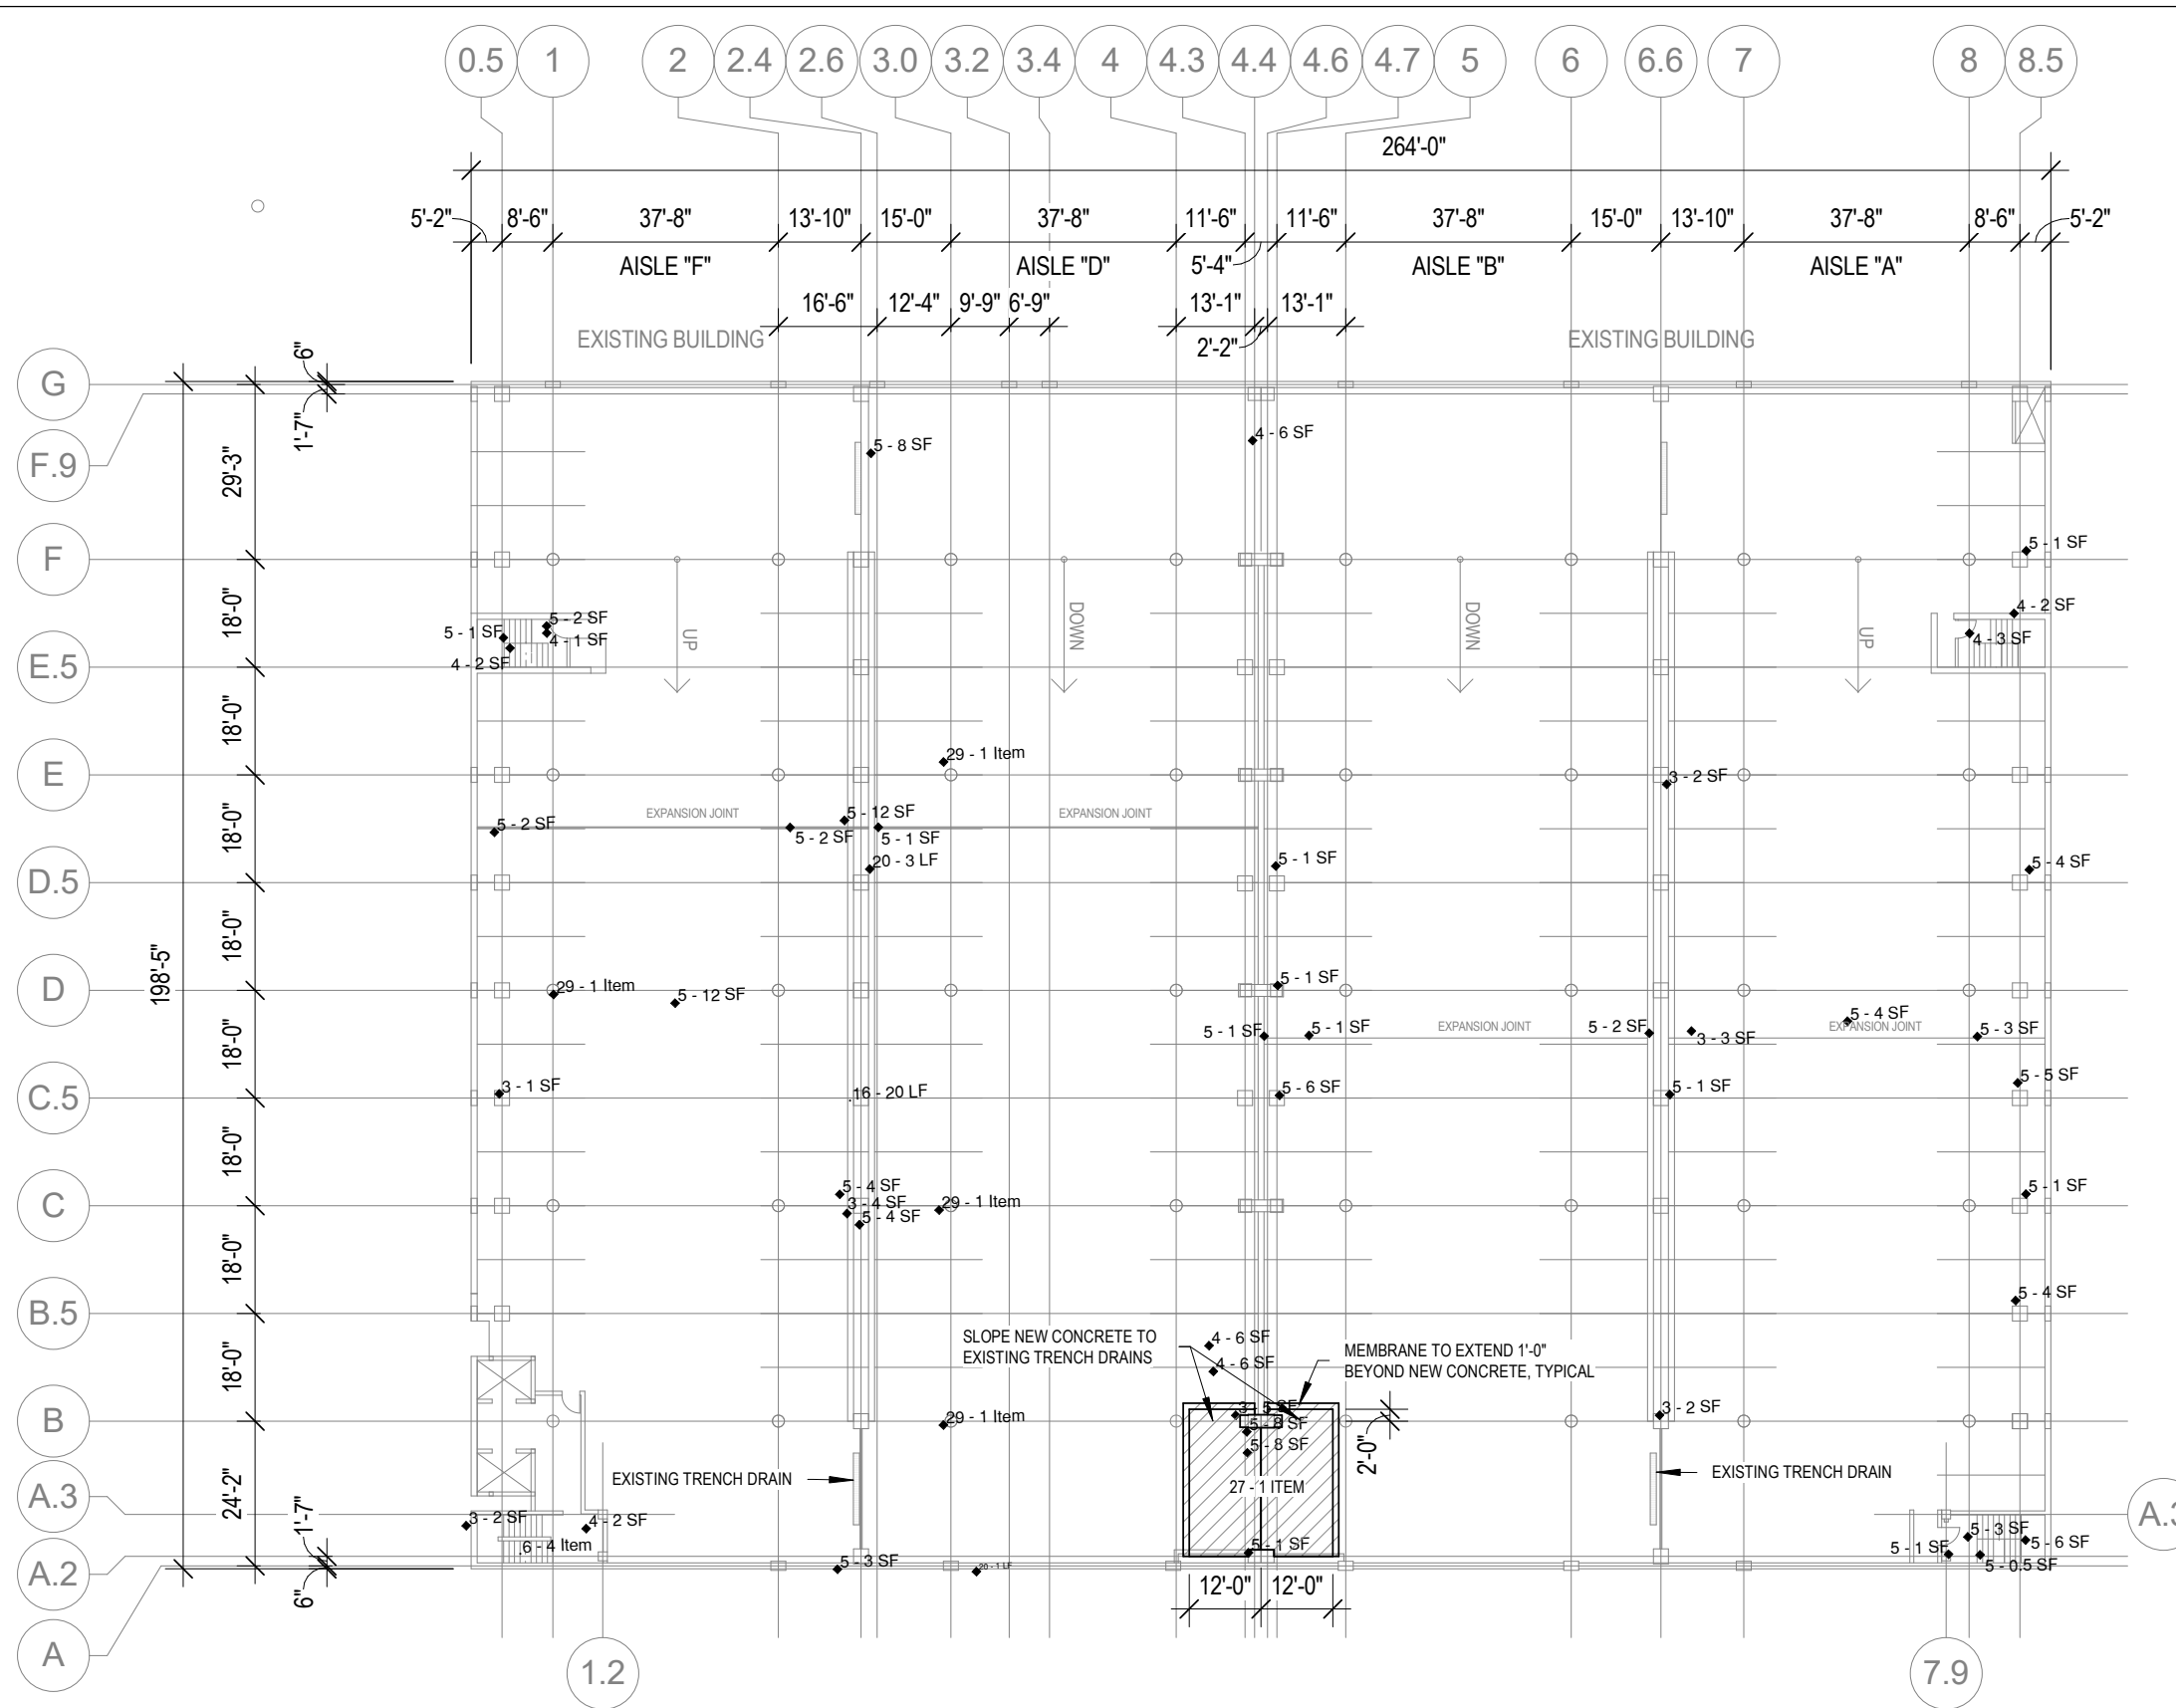 0.5
1
2
2.4
2.6
3.0
3.2
3.4
4
4.3
4.4
4.6
4.7
5
6
6.6
7
8
8.5
264'-0"
5'-2"
8'-6"
37'-8"
13'-10"
15'-0"
37'-8"
11'-6"
11'-6"
37'-8"
15'-0"
13'-10"
37'-8"
8'-6"
5'-2"
AISLE "F"
AISLE "D"
5'-4"
AISLE "B"
AISLE "A"
16'-6"
12'-4"
9'-9"
6'-9"
13'-1"
13'-1"
2'-2"
EXISTING BUILDING
EXISTING BUILDING
G
6"
1'-7"
F.9
29'-3"
5 - 8 SF
4 - 6 SF
F
5 - 1 SF
18'-0"
5 - 2 SF
4 - 1 SF
5 - 1 SF
4 - 2 SF
UP
DOWN
DOWN
UP
4 - 2 SF
4 - 3 SF
E.5
18'-0"
29 - 1 Item
E
3 - 2 SF
18'-0"
EXPANSION JOINT
EXPANSION JOINT
5 - 2 SF
5 - 12 SF
5 - 2 SF
5 - 1 SF
20 - 3 LF
5 - 1 SF
5 - 4 SF
D.5
18'-0"
198'-5"
D
29 - 1 Item
5 - 12 SF
5 - 1 SF
18'-0"
5 - 1 SF
5 - 1 SF
EXPANSION JOINT
5 - 2 SF
3 - 3 SF
5 - 4 SF
EXPANSION JOINT
5 - 3 SF
5 - 5 SF
C.5
3 - 1 SF
16 - 20 LF
5 - 6 SF
5 - 1 SF
18'-0"
C
5 - 4 SF
3 - 4 SF
5 - 4 SF
29 - 1 Item
5 - 1 SF
18'-0"
5 - 4 SF
B.5
18'-0"
SLOPE NEW CONCRETE TO
EXISTING TRENCH DRAINS
4 - 6 SF
4 - 6 SF
MEMBRANE TO EXTEND 1'-0"
BEYOND NEW CONCRETE, TYPICAL
B
29 - 1 Item
3 - 5 SF
5 - 8 SF
5 - 8 SF
3 - 2 SF
2'-0"
EXISTING TRENCH DRAIN
27 - 1 ITEM
EXISTING TRENCH DRAIN
A.3
24'-2"
1'-7"
3 - 2 SF
4 - 2 SF
6 - 4 Item
5 - 3 SF
20 - 1 LF
5 - 1 SF
5 - 3 SF
5 - 6 SF
5 - 1 SF
5 - 0.5 SF
A.3
A.2
6"
12'-0"
12'-0"
A
1.2
7.9